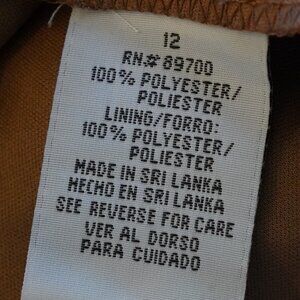 12
RN# 89700
100% POLYESTER/
POLIESTER
LINING/FORRO:
100% POLYESTER/
POLIESTER
MADE IN SRI LANKA
HECHO EN SRI LANKA
SEE REVERSE FOR CARE
VER AL DORSO
PARA CUIDADO